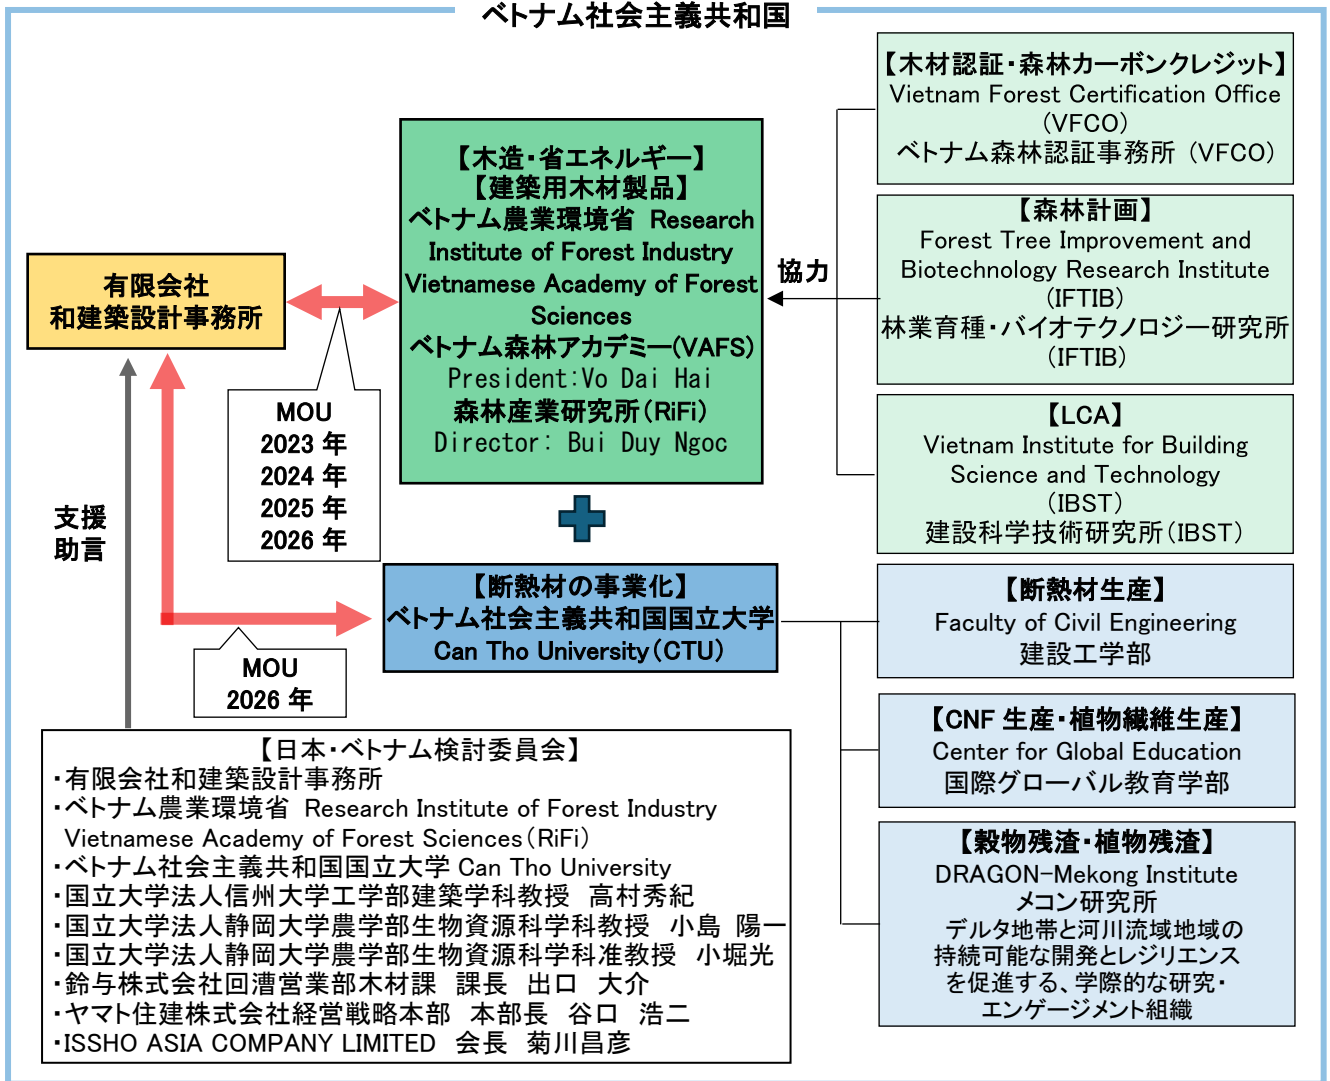 ベトナム社会主義共和国
【木材認証・森林カーボンクレジット】
Vietnam Forest Certification Office
(VFCO)
ベトナム森林認証事務所 (VFCO)
【木造・省エネルギー】
【建築用木材製品】
ベトナム農業環境省 Research
Institute of Forest Industry
Vietnamese Academy of Forest
Sciences
ベトナム森林アカデミー(VAFS)
President:Vo Dai Hai
森林産業研究所(RiFi)
Director: Bui Duy Ngoc
【森林計画】
Forest Tree Improvement and
Biotechnology Research Institute
(IFTIB)
林業育種・バイオテクノロジー研究所
(IFTIB)
協力
有限会社
和建築設計事務所
MOU
2023 年
2024 年
2025 年
2026 年
【LCA】
Vietnam Institute for Building
Science and Technology
(IBST)
建設科学技術研究所(IBST)
支援
助言
【断熱材の事業化】
ベトナム社会主義共和国国立大学
Can Tho University(CTU)
【断熱材生産】
Faculty of Civil Engineering
建設工学部
MOU
2026 年
【CNF 生産・植物繊維生産】
Center for Global Education
国際グローバル教育学部
【穀物残渣・植物残渣】
DRAGON-Mekong Institute
メコン研究所
デルタ地帯と河川流域地域の
持続可能な開発とレジリエンス
を促進する、学際的な研究・
エンゲージメント組織
【日本・ベトナム検討委員会】
・有限会社和建築設計事務所
・ベトナム農業環境省 Research Institute of Forest Industry
Vietnamese Academy of Forest Sciences(RiFi)
・ベトナム社会主義共和国国立大学 Can Tho University
・国立大学法人信州大学工学部建築学科教授 高村秀紀
・国立大学法人静岡大学農学部生物資源科学科教授 小島 陽一
・国立大学法人静岡大学農学部生物資源科学科准教授 小堀光
・鈴与株式会社回漕営業部木材課 課長 出口 大介
・ヤマト住建株式会社経営戦略本部 本部長 谷口 浩二
・ISSHO ASIA COMPANY LIMITED 会長 菊川昌彦